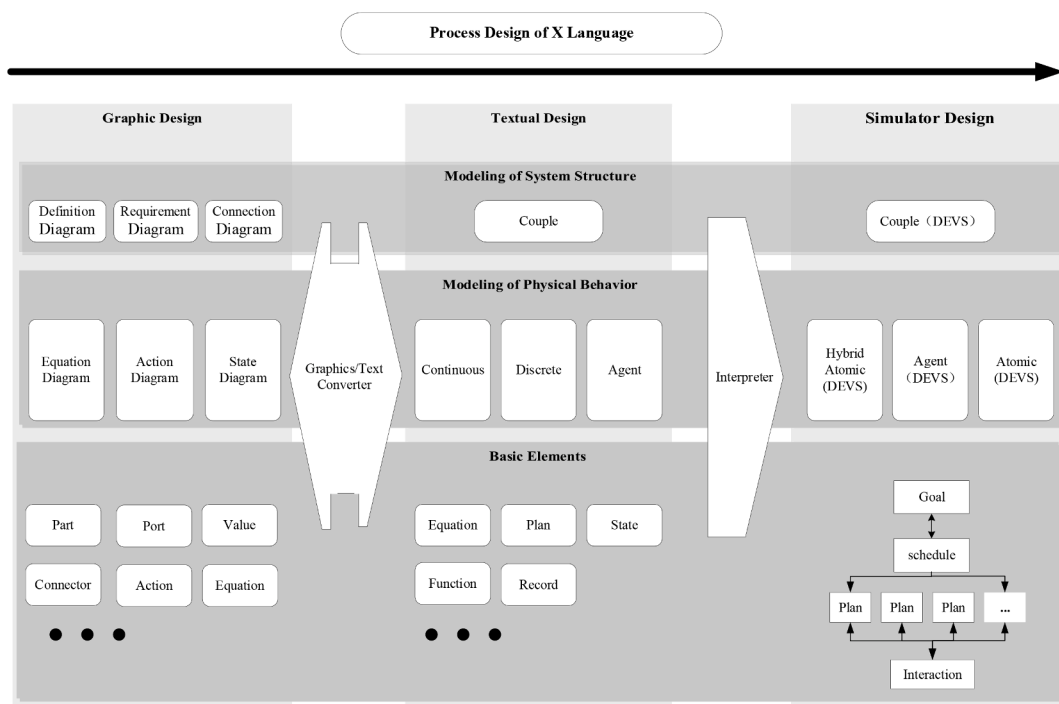 Process Design of X Language
Graphic Design
Textual Design
Simulator Design
Modeling of System Structure
Definition
Diagram
Requirement
Diagram
Connection
Diagram
Couple
Couple（DEVS）
Modeling of Physical Behavior
Equation
Diagram
Action
Diagram
State
Diagram
Graphics/Text
Converter
Continuous
Discrete
Agent
Interpreter
Hybrid
Atomic
(DEVS)
Agent
（DEVS）
Atomic
(DEVS)
Basic Elements
Part
Port
Value
Connector
Action
Equation
Equation
Plan
State
Function
Record
Goal
schedule
Plan
Plan
Plan
...
Interaction